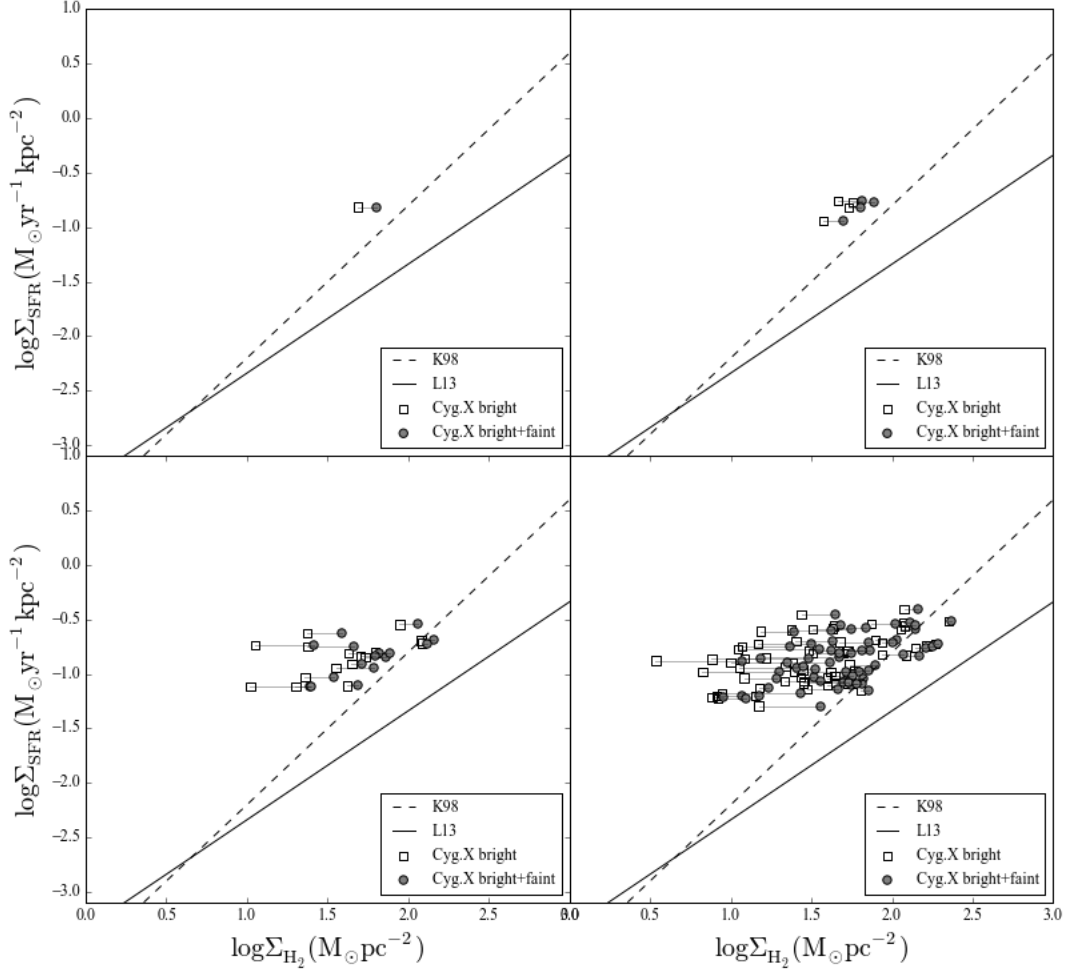 1.0
0.5
0.0
−0.5
−1.0
−1.5
−2.0
−2.5
−3.0
logΣSFR(M⊙yr−1 kpc−2)
K98
L13
Cyg.X bright
Cyg.X bright+faint
K98
L13
Cyg.X bright
Cyg.X bright+faint
1.0
0.5
0.0
−0.5
−1.0
−1.5
−2.0
−2.5
−3.0
logΣSFR(M⊙yr−1 kpc−2)
K98
L13
Cyg.X bright
Cyg.X bright+faint
K98
L13
Cyg.X bright
Cyg.X bright+faint
0.0 0.5 1.0 1.5 2.0 2.5 3.0
0.0 0.5 1.0 1.5 2.0 2.5 3.0
logΣH2(M⊙pc−2)
logΣH2(M⊙pc−2)